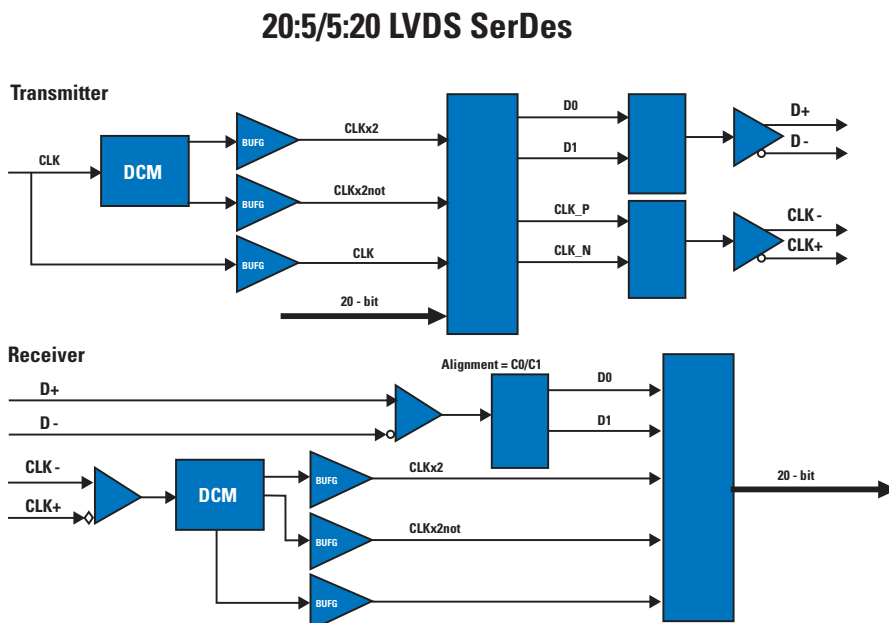 20:5/5:20 LVDS SerDes
Transmitter
CLK
DCM
BUFG
CLKx2
BUFG
CLKx2not
BUFG
CLK
20 - bit
D0
D1
CLK_P
CLK_N
D+
D -
CLK -
CLK+
Receiver
D+
D -
CLK -
CLK+
DCM
Alignment = C0/C1
D0
D1
BUFG
CLKx2
BUFG
CLKx2not
BUFG
20 - bit